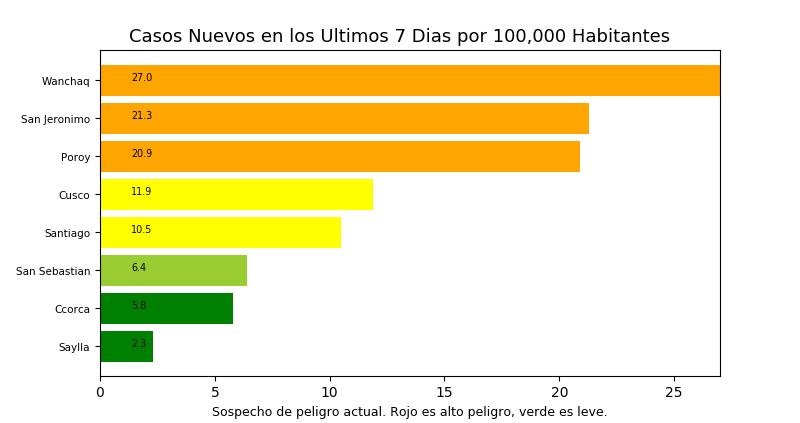 Casos Nuevos en los Ultimos 7 Dias por 100,000 Habitantes
Wanchaq 27.0
San Jeronimo 21.3
Poroy 20.9
Cusco 11.9
Santiago 10.5
San Sebastian 6.4
Ccorca 5.8
Saylla 2.3
0 5 10 15 20 25
Sospecho de peligro actual. Rojo es alto peligro, verde es leve.